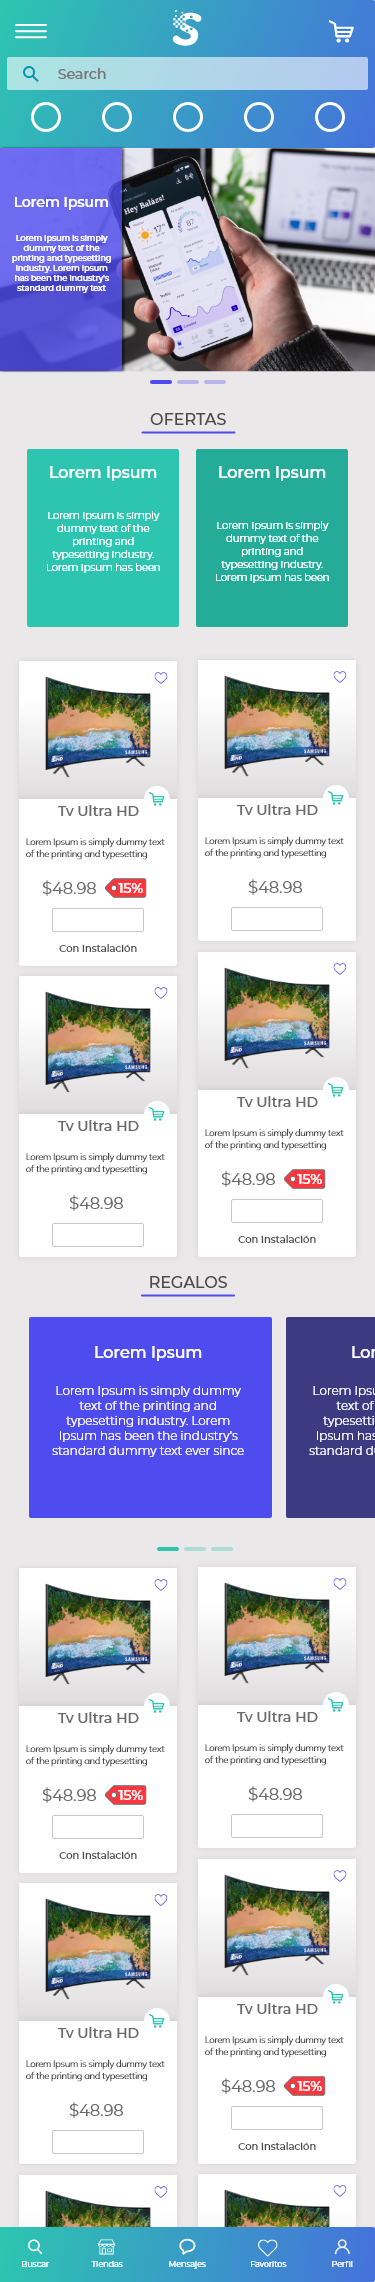 Search
Lorem Ipsum
Lorem Ipsum is simply
dummy text of the
printing and typesetting
industry. Lorem Ipsum
has been the industry's
standard dummy text
Hey Balázs!
17°
87
OFERTAS
Lorem Ipsum
Lorem Ipsum is simply
dummy text of the
printing and
typesetting industry.
Lorem Ipsum has been
Lorem Ipsum
Lorem Ipsum is simply
dummy text of the
printing and
typesetting industry.
Lorem Ipsum has been
SAMSUNG
Tv Ultra HD
Lorem Ipsum is simply dummy text
of the printing and typesetting
$48.98 15%
Con Instalación
SAMSUNG
Tv Ultra HD
Lorem Ipsum is simply dummy text
of the printing and typesetting
$48.98
SAMSUNG
Tv Ultra HD
Lorem Ipsum is simply dummy text
of the printing and typesetting
$48.98
SAMSUNG
Tv Ultra HD
Lorem Ipsum is simply dummy text
of the printing and typesetting
$48.98 15%
Con Instalación
REGALOS
Lorem Ipsum
Lorem Ipsum is simply dummy
text of the printing and
typesetting industry. Lorem
Ipsum has been the industry's
standard dummy text ever since
Lor
Lorem Ipsu
text of
typesetti
Ipsum has
standard d
SAMSUNG
Tv Ultra HD
Lorem Ipsum is simply dummy text
of the printing and typesetting
$48.98 15%
Con Instalación
SAMSUNG
Tv Ultra HD
Lorem Ipsum is simply dummy text
of the printing and typesetting
$48.98
SAMSUNG
Tv Ultra HD
Lorem Ipsum is simply dummy text
of the printing and typesetting
$48.98
SAMSUNG
Tv Ultra HD
Lorem Ipsum is simply dummy text
of the printing and typesetting
$48.98 15%
Con Instalación
Buscar
Tiendas
Mensajes
Favoritos
Perfil